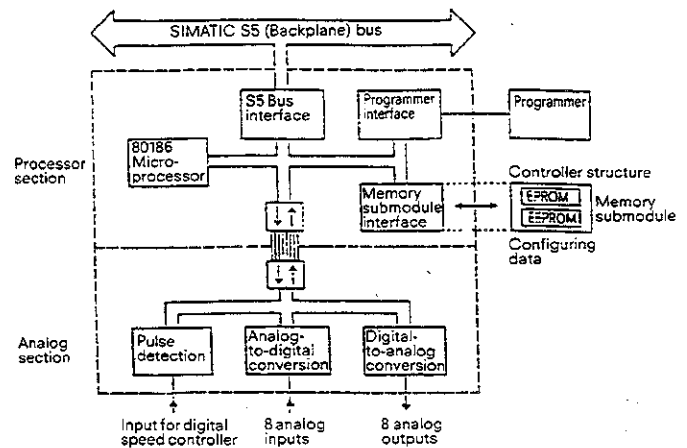 SIMATIC S5 (Backplane) bus
S5 Bus
interface
Programmer
interface
Programmer
80186
Micro-
processor
Processor
section
Controller structure
Memory
submodule
interface
EPROM
EEPROM
Memory
submodule
Configuring
data
Analog
section
Pulse
detection
Analog-
to-digital
conversion
Digital-
to-analog
conversion
Input for digital
speed controller
8 analog
inputs
8 analog
outputs